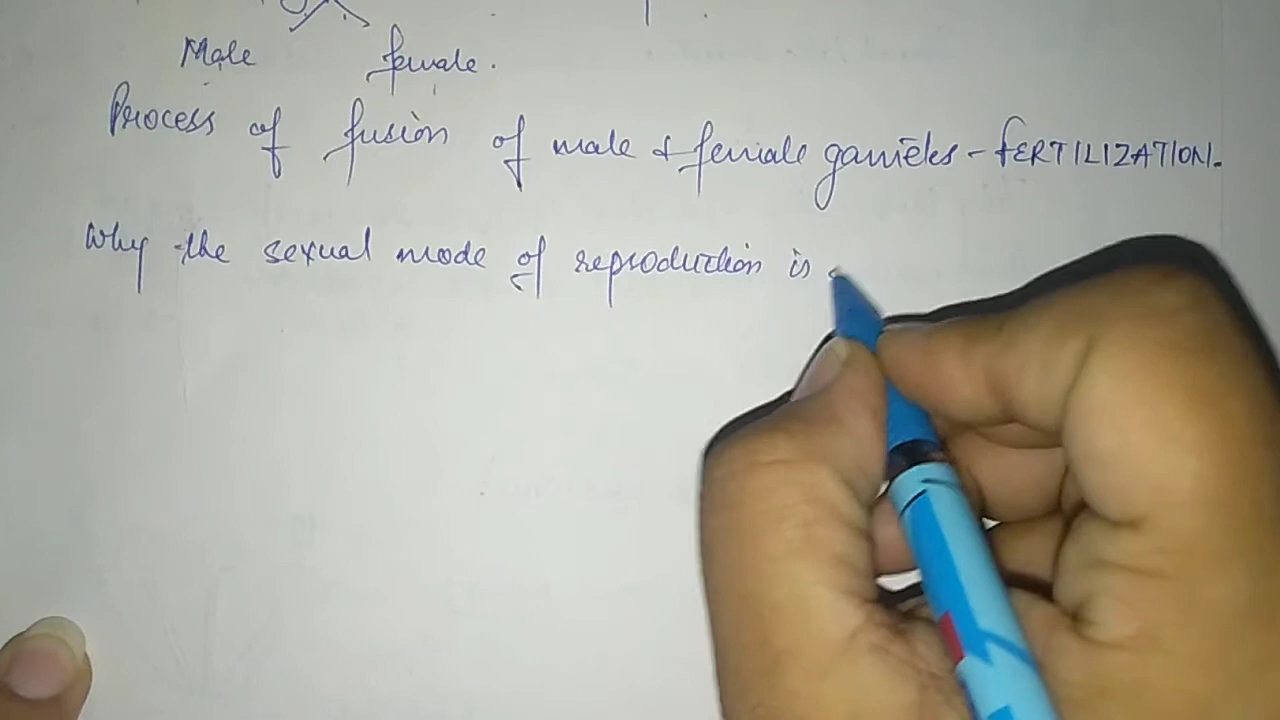 Male female.
Process of fusion of male & female gametes - FERTILIZATION.
Why the sexual mode of reproduction is